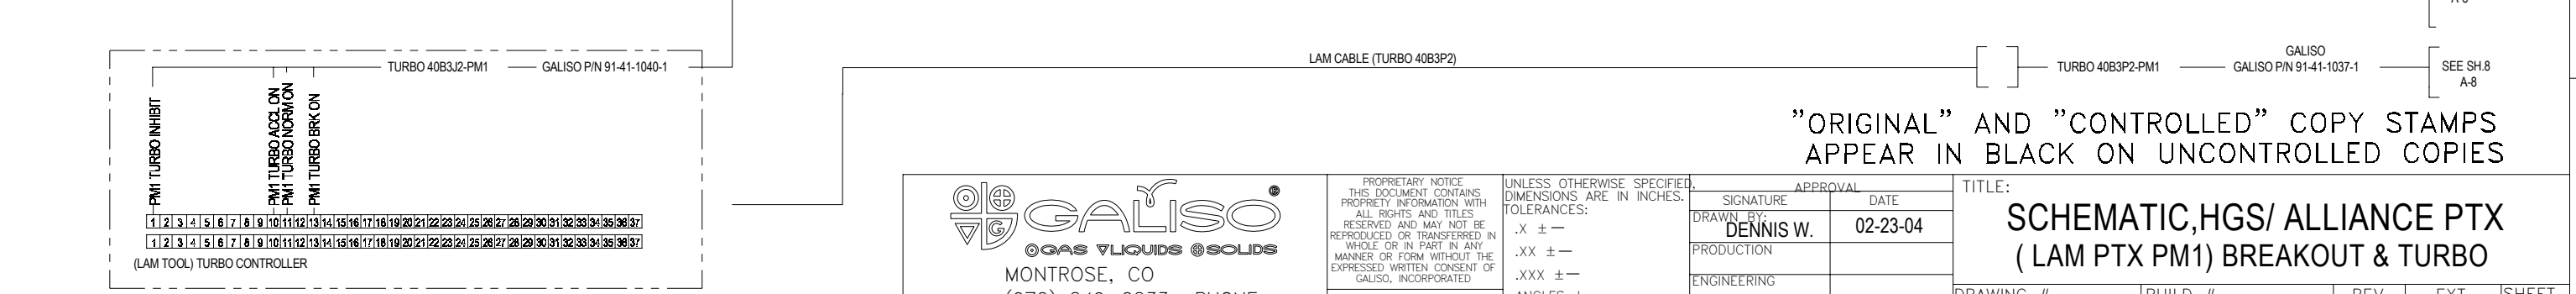 TURBO 40B3J2-PM1
GALISO P/N 91-41-1040-1
PM1 TURBO INHIBIT
PM1 TURBO ACCL ON
PM1 TURBO NORM ON
PM1 TURBO BRK ON
1 2 3 4 5 6 7 8 9 10 11 12 13 14 15 16 17 18 19 20 21 22 23 24 25 26 27 28 29 30 31 32 33 34 35 36 37
1 2 3 4 5 6 7 8 9 10 11 12 13 14 15 16 17 18 19 20 21 22 23 24 25 26 27 28 29 30 31 32 33 34 35 36 37
(LAM TOOL) TURBO CONTROLLER
LAM CABLE (TURBO 40B3P2)
TURBO 40B3P2-PM1
GALISO
GALISO P/N 91-41-1037-1
SEE SH.8
A-8
"ORIGINAL" AND "CONTROLLED" COPY STAMPS
APPEAR IN BLACK ON UNCONTROLLED COPIES
GALISO ®
GAS LIQUIDS SOLIDS
MONTROSE, CO
PROPRIETARY NOTICE
THIS DOCUMENT CONTAINS
PROPRIETY INFORMATION WITH
ALL RIGHTS AND TITLES
RESERVED AND MAY NOT BE
REPRODUCED OR TRANSFERRED IN
WHOLE OR IN PART IN ANY
MANNER OR FORM WITHOUT THE
EXPRESSED WRITTEN CONSENT OF
GALISO, INCORPORATED
UNLESS OTHERWISE SPECIFIED,
DIMENSIONS ARE IN INCHES.
TOLERANCES:
.X ± —
.XX ± —
.XXX ± —
APPROVAL
SIGNATURE DATE
DRAWN BY:
DENNIS W. 02-23-04
PRODUCTION
ENGINEERING
TITLE:
SCHEMATIC,HGS/ ALLIANCE PTX
( LAM PTX PM1) BREAKOUT & TURBO